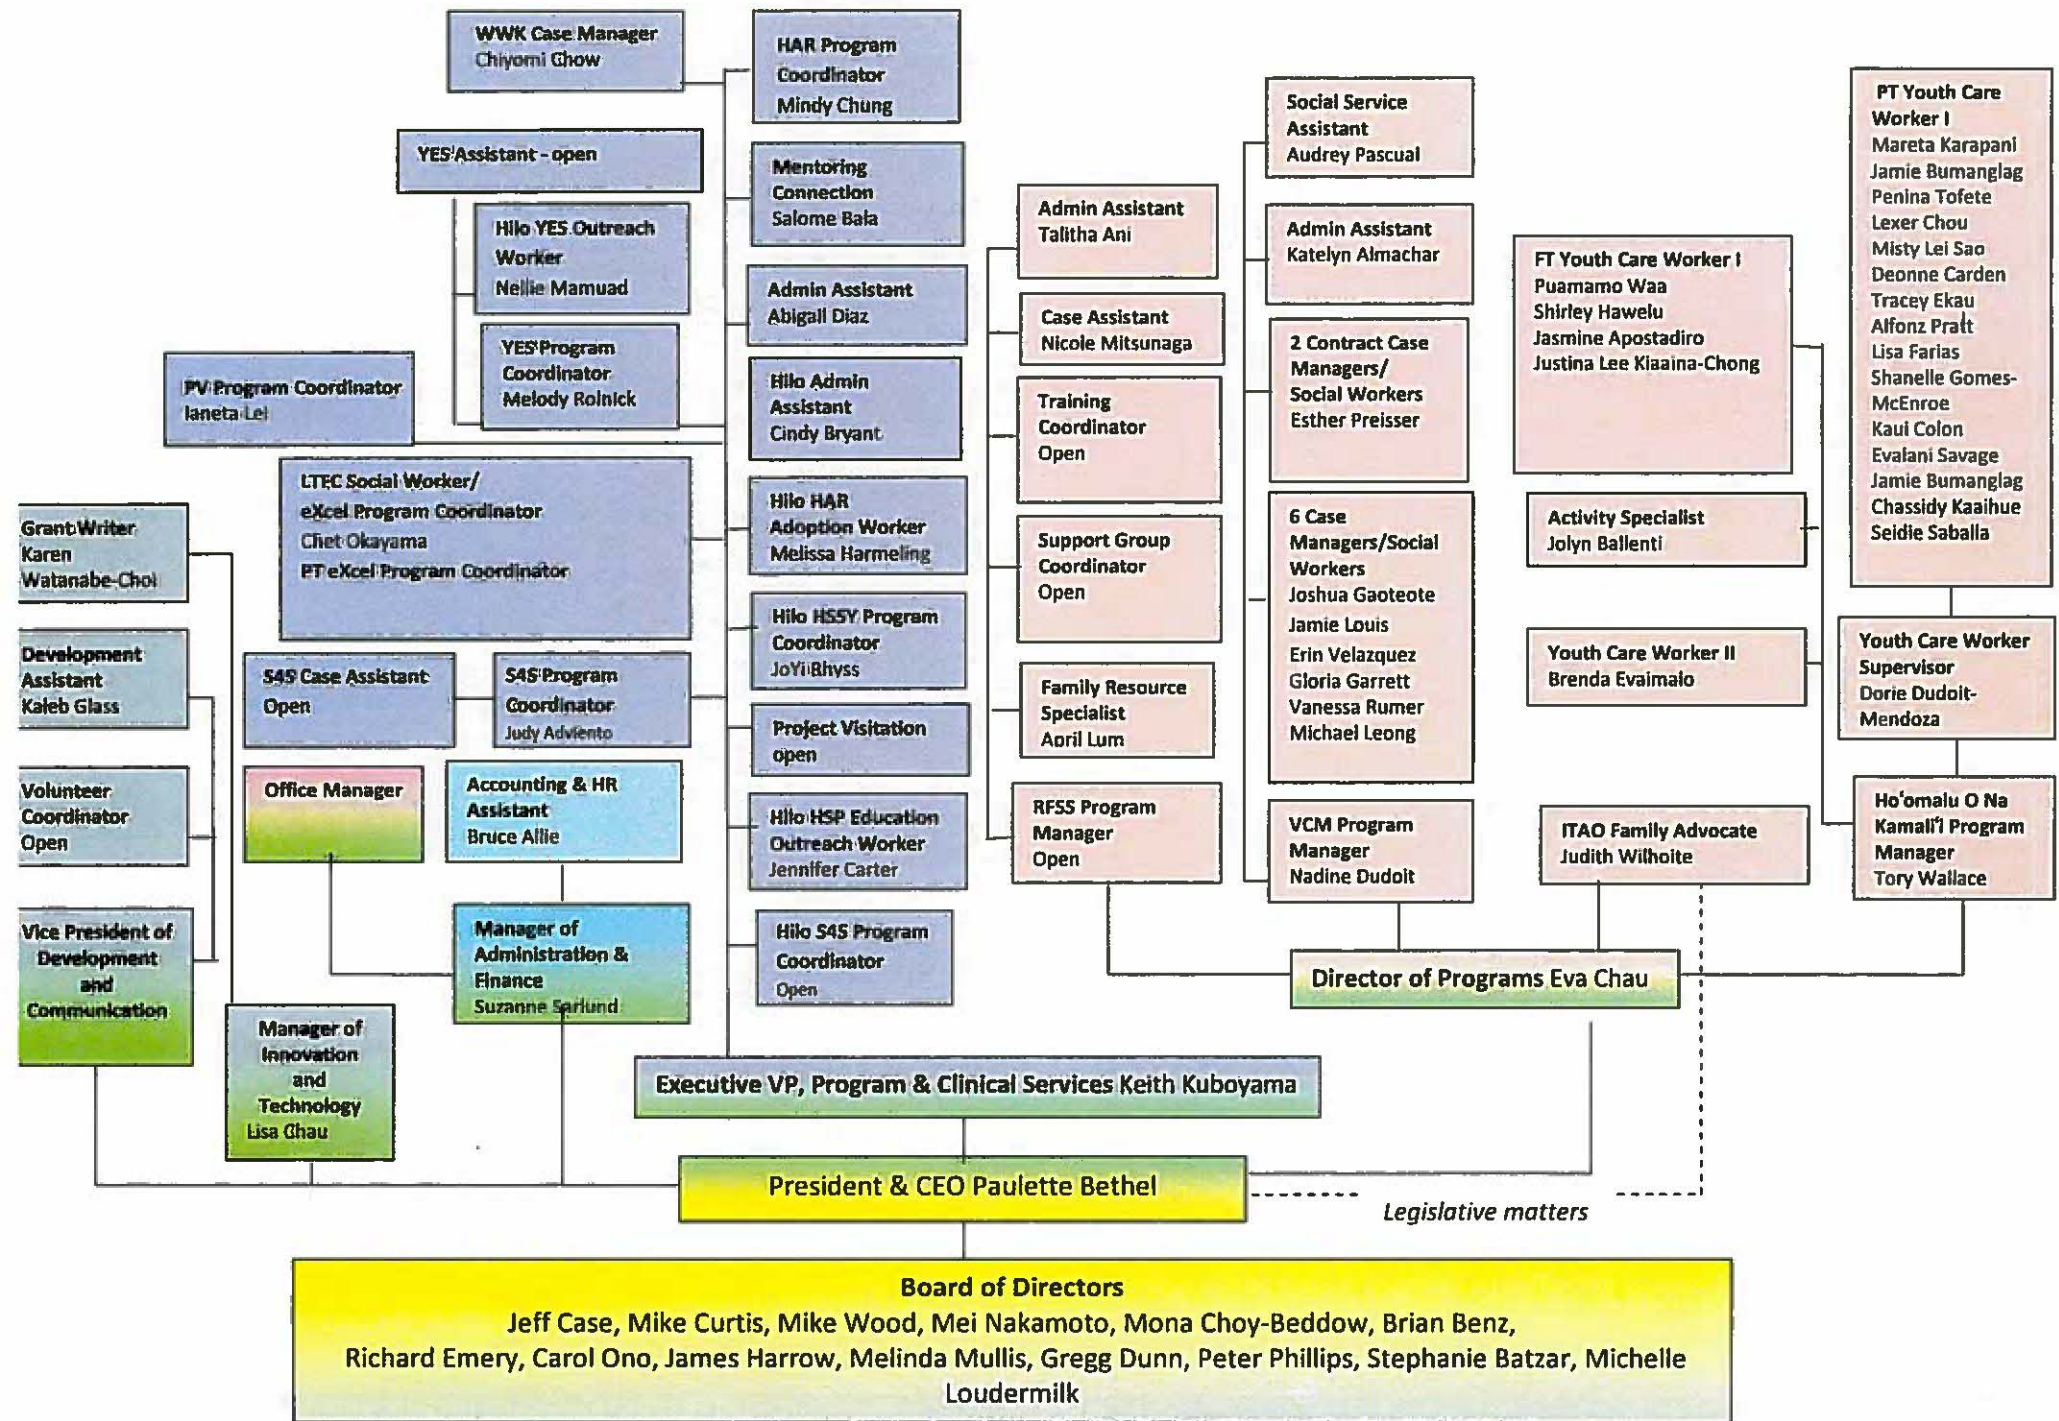 WWK Case Manager
Chiyomi Chow
HAR Program
Coordinator
Mindy Chung
YES Assistant - open
Mentoring
Connection
Salome Bala
Hilo YES Outreach
Worker
Nellie Mamuad
Admin Assistant
Abigail Diaz
YES Program
Coordinator
Melody Rolnick
PV Program Coordinator
Ianeta Lei
Hilo Admin
Assistant
Cindy Bryant
LTEC Social Worker/
eXcel Program Coordinator
Chet Okayama
PT eXcel Program Coordinator
Hilo HAR
Adoption Worker
Melissa Harmeling
Grant Writer
Karen
Watanabe-Choi
Hilo HSSY Program
Coordinator
JoYi Rhyss
Development
Assistant
Kaleb Glass
S4S Case Assistant
Open
S4S Program
Coordinator
Judy Adviento
Project Visitation
open
Volunteer
Coordinator
Open
Office Manager
Accounting & HR
Assistant
Bruce Allie
Hilo HSP Education
Outreach Worker
Jennifer Carter
Vice President of
Development
and
Communication
Manager of
Administration &
Finance
Suzanne Sarlund
Hilo S4S Program
Coordinator
Open
Manager of
Innovation
and
Technology
Lisa Chau
Admin Assistant
Talitha Ani
Case Assistant
Nicole Mitsunaga
Training
Coordinator
Open
Support Group
Coordinator
Open
Family Resource
Specialist
April Lum
RFSS Program
Manager
Open
Social Service
Assistant
Audrey Pascual
Admin Assistant
Katelyn Almachar
2 Contract Case
Managers/
Social Workers
Esther Preisser
6 Case
Managers/Social
Workers
Joshua Gaoteote
Jamie Louis
Erin Velazquez
Gloria Garrett
Vanessa Rumer
Michael Leong
VCM Program
Manager
Nadine Dudoit
FT Youth Care Worker I
Puamamo Waa
Shirley Hawelu
Jasmine Apostadiro
Justina Lee Kiaaina-Chong
Activity Specialist
Jolyn Ballenti
Youth Care Worker II
Brenda Evaimalo
ITAO Family Advocate
Judith Wilhoite
PT Youth Care
Worker I
Mareta Karapani
Jamie Bumanglag
Penina Tofete
Lexer Chou
Misty Lei Sao
Deonne Carden
Tracey Ekau
Alfonz Pratt
Lisa Farias
Shanelle Gomes-
McEnroe
Kaui Colon
Evalani Savage
Jamie Bumanglag
Chassidy Kaaihue
Seidie Saballa
Youth Care Worker
Supervisor
Dorie Dudoit-
Mendoza
Ho'omalu O Na
Kamali'i Program
Manager
Tory Wallace
Director of Programs Eva Chau
Executive VP, Program & Clinical Services Keith Kuboyama
President & CEO Paulette Bethel
Legislative matters
Board of Directors
Jeff Case, Mike Curtis, Mike Wood, Mei Nakamoto, Mona Choy-Beddow, Brian Benz,
Richard Emery, Carol Ono, James Harrow, Melinda Mullis, Gregg Dunn, Peter Phillips, Stephanie Batzar, Michelle
Loudermilk